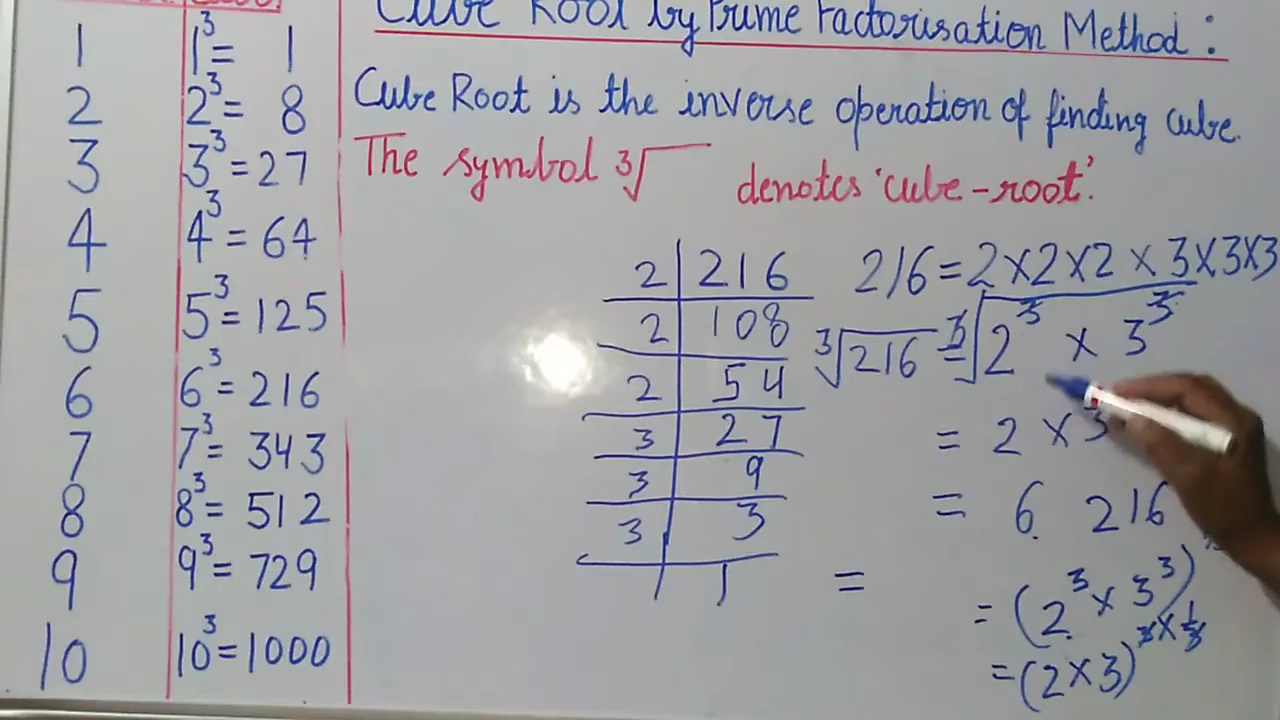 Cube Root by Prime Factorisation Method :
Cube Root is the inverse operation of finding cube.
The symbol ∛ denotes 'cube-root'.
1 1³ = 1
2 2³ = 8
3 3³ = 27
4 4³ = 64
5 5³ = 125
6 6³ = 216
7 7³ = 343
8 8³ = 512
9 9³ = 729
10 10³ = 1000
2 | 216
2 | 108
2 | 54
3 | 27
3 | 9
3 | 3
1
216 = 2×2×2×3×3×3
∛216 = ∛2³ × 3³
= 2 × 3
= 6 216
=
= (2³ × 3³)
= (2×3)³ˣ¹ᐟ³